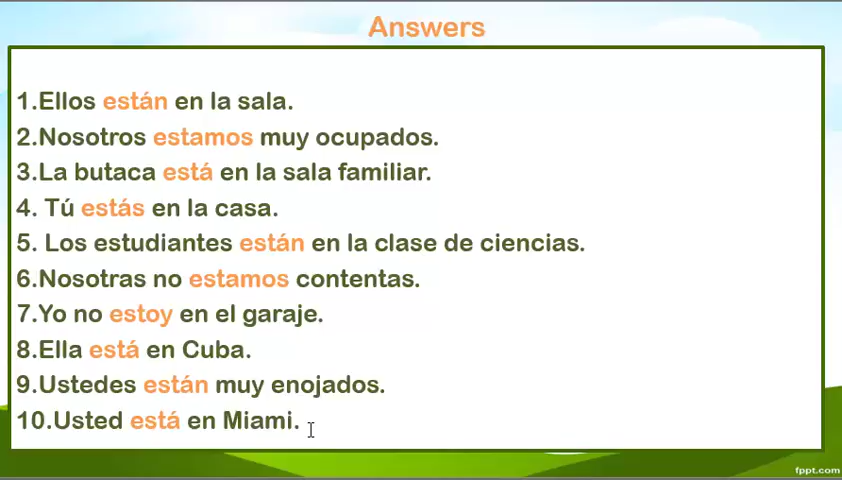 Answers
1.Ellos están en la sala.
2.Nosotros estamos muy ocupados.
3.La butaca está en la sala familiar.
4. Tú estás en la casa.
5. Los estudiantes están en la clase de ciencias.
6.Nosotras no estamos contentas.
7.Yo no estoy en el garaje.
8.Ella está en Cuba.
9.Ustedes están muy enojados.
10.Usted está en Miami.
fppt.com